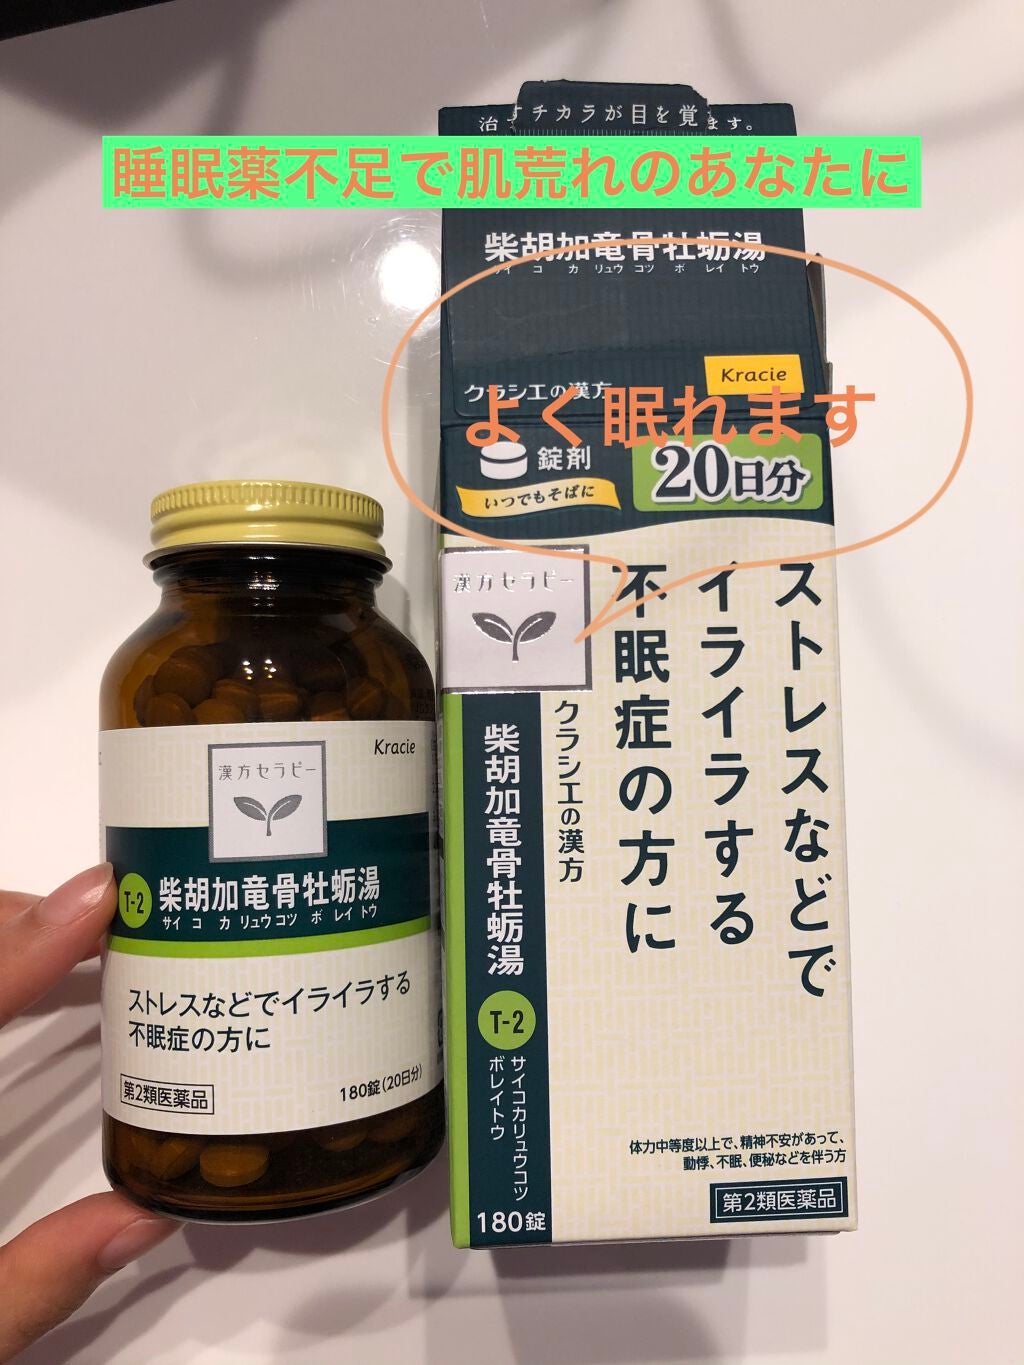 治すチカラが目を覚ます。
睡眠薬不足で肌荒れのあなたに
柴胡加竜骨牡蛎湯
サイ コ カ リュウ コツ ボ レイ トウ
Kracie
クラシエの漢方
よく眠れます
錠剤
いつでもそばに
20日分
漢方セラピー
ストレスなどで
イライラする
不眠症の方に
クラシエの漢方
柴胡加竜骨牡蛎湯
T-2
サイコカリュウコツ
ボレイトウ
180錠
体力中等度以上で、精神不安があって、
動悸、不眠、便秘などを伴う方
第2類医薬品
Kracie
漢方セラピー
T-2
柴胡加竜骨牡蛎湯
サイ コ カ リュウ コツ ボ レイ トウ
ストレスなどでイライラする
不眠症の方に
第2類医薬品
180錠(20日分)